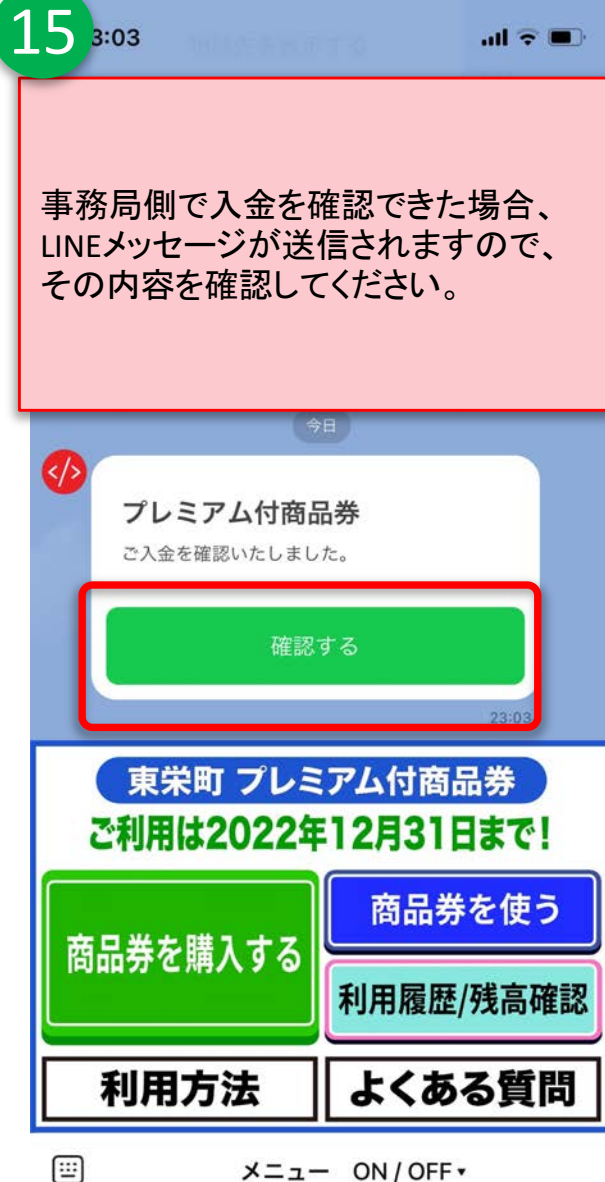 15
3:03
事務局側で入金を確認できた場合、
LINEメッセージが送信されますので、
その内容を確認してください。
今日
</>
プレミアム付商品券
ご入金を確認いたしました。
確認する
23:03
東栄町 プレミアム付商品券
ご利用は2022年12月31日まで!
商品券を購入する
商品券を使う
利用履歴/残高確認
利用方法
よくある質問
メニュー ON / OFF ▾